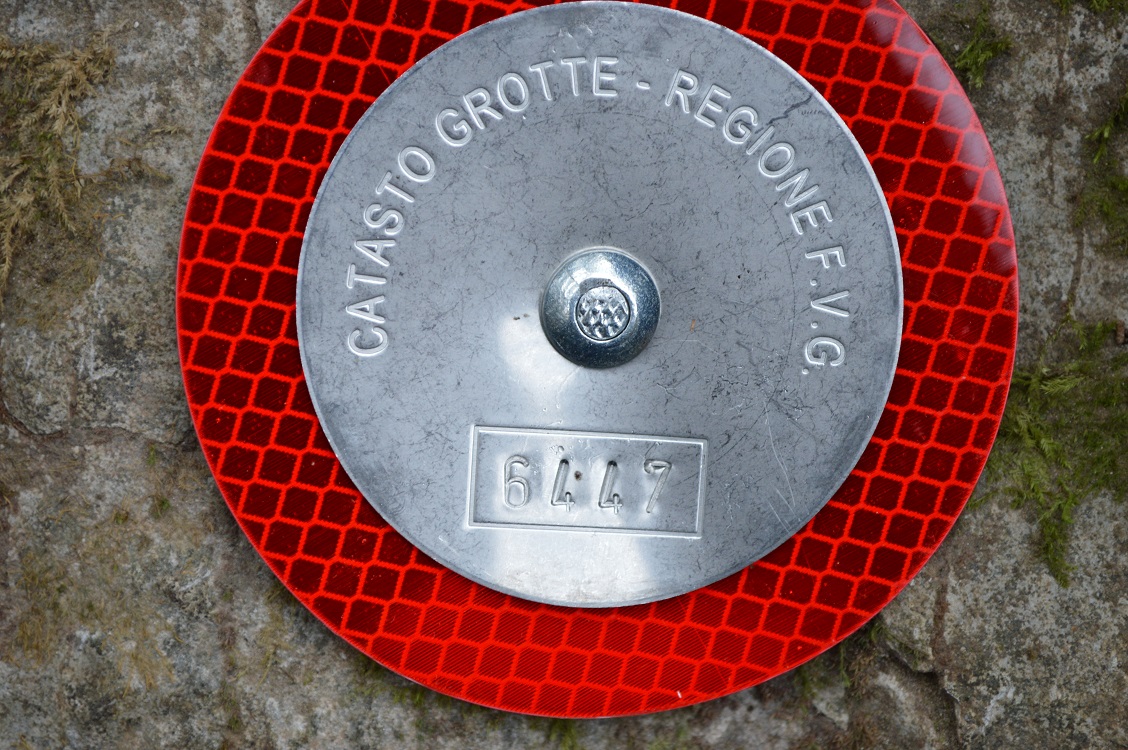 CATASTO GROTTE - REGIONE F.V.G.
6447